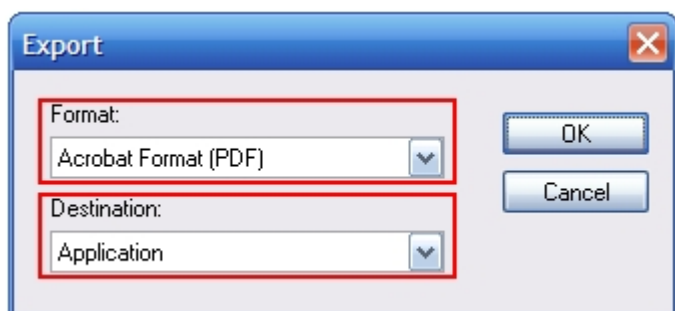 Export
Format:
Acrobat Format (PDF)
OK
Destination:
Cancel
Application